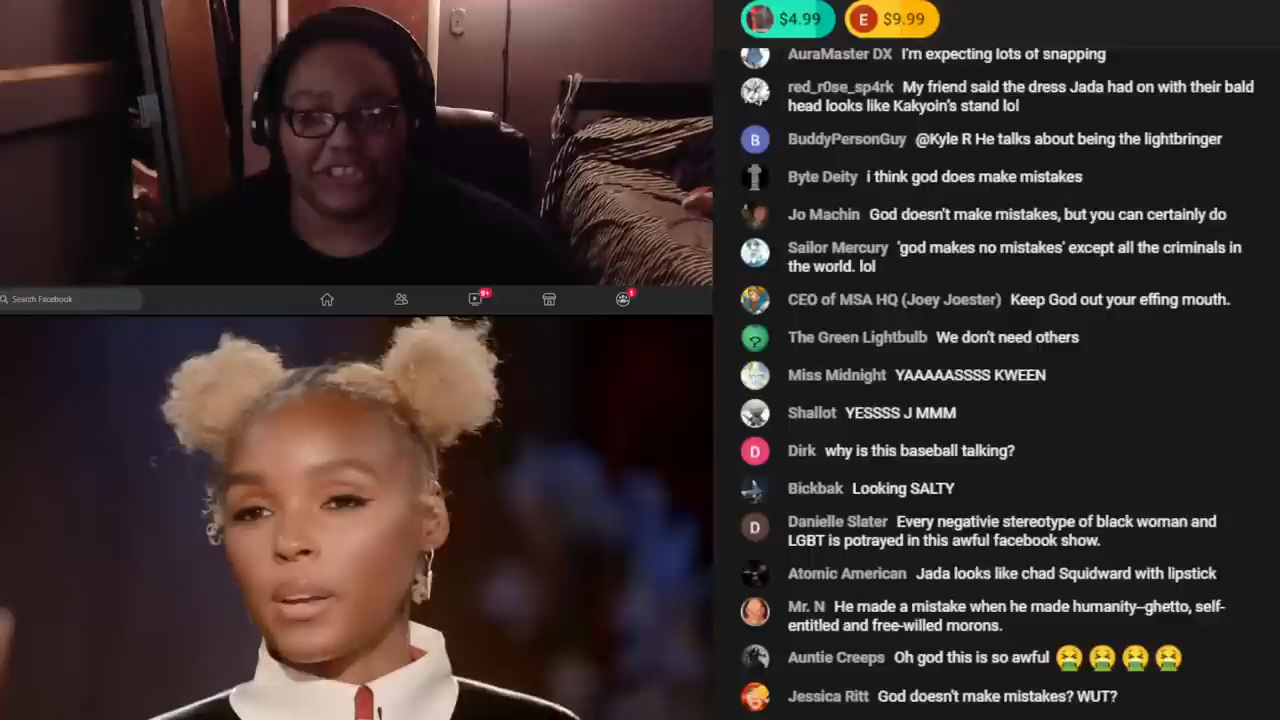 $4.99 E $9.99
AuraMaster DX I'm expecting lots of snapping
red_r0se_sp4rk My friend said the dress Jada had on with their bald
head looks like Kakyoin's stand lol
B BuddyPersonGuy @Kyle R He talks about being the lightbringer
Byte Deity i think god does make mistakes
Jo Machin God doesn't make mistakes, but you can certainly do
Sailor Mercury 'god makes no mistakes' except all the criminals in
the world. lol
Search Facebook
9+
1
CEO of MSA HQ (Joey Joester) Keep God out your effing mouth.
The Green Lightbulb We don't need others
Miss Midnight YAAAAASSSS KWEEN
Shallot YESSSS J MMM
D Dirk why is this baseball talking?
Bickbak Looking SALTY
D Danielle Slater Every negativie stereotype of black woman and
LGBT is potrayed in this awful facebook show.
Atomic American Jada looks like chad Squidward with lipstick
Mr. N He made a mistake when he made humanity–ghetto, self-
entitled and free-willed morons.
Auntie Creeps Oh god this is so awful 🤮 🤮 🤮 🤮
Jessica Ritt God doesn't make mistakes? WUT?